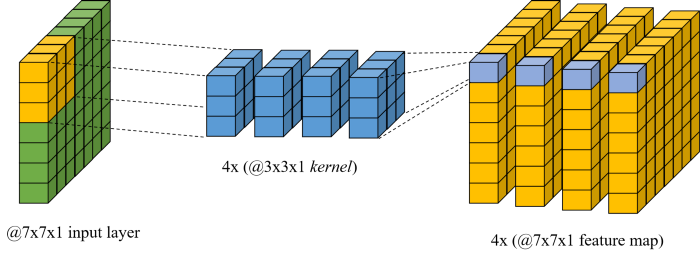 4x (@3x3x1 kernel)
@7x7x1 input layer
4x (@7x7x1 feature map)